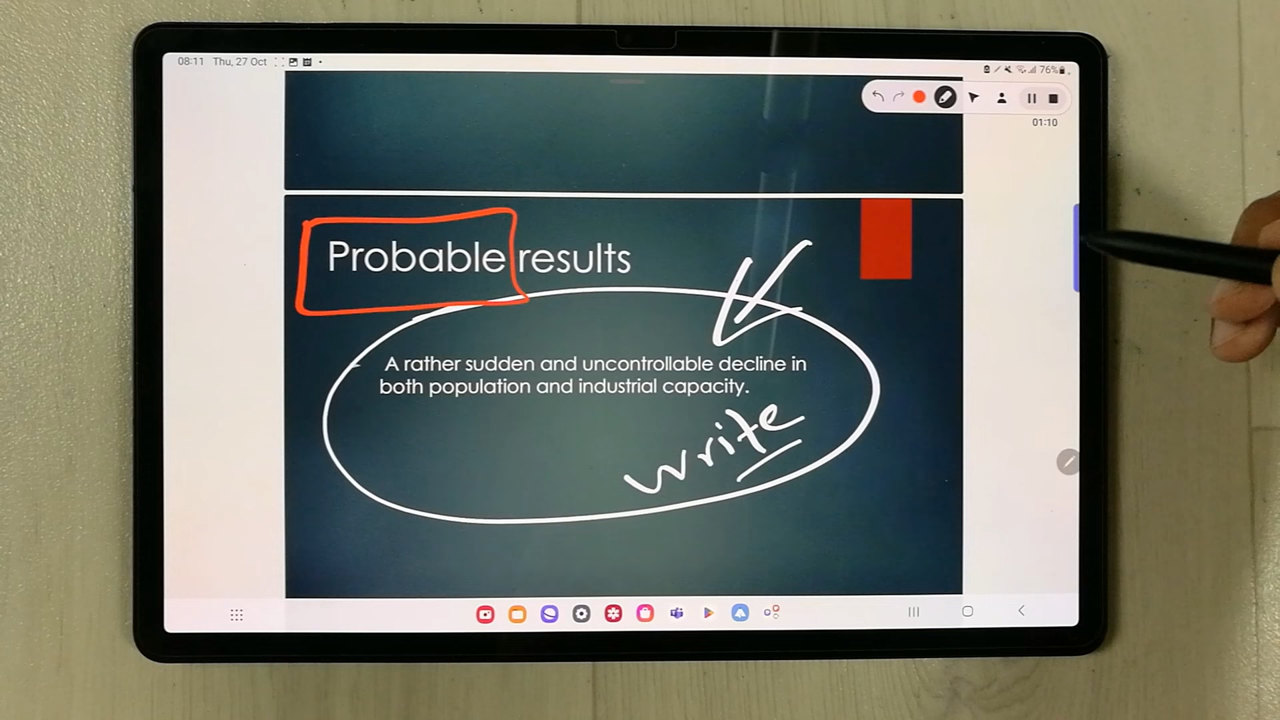 08:11 Thu, 27 Oct
76%
01:10
Probable results
A rather sudden and uncontrollable decline in
both population and industrial capacity.
write